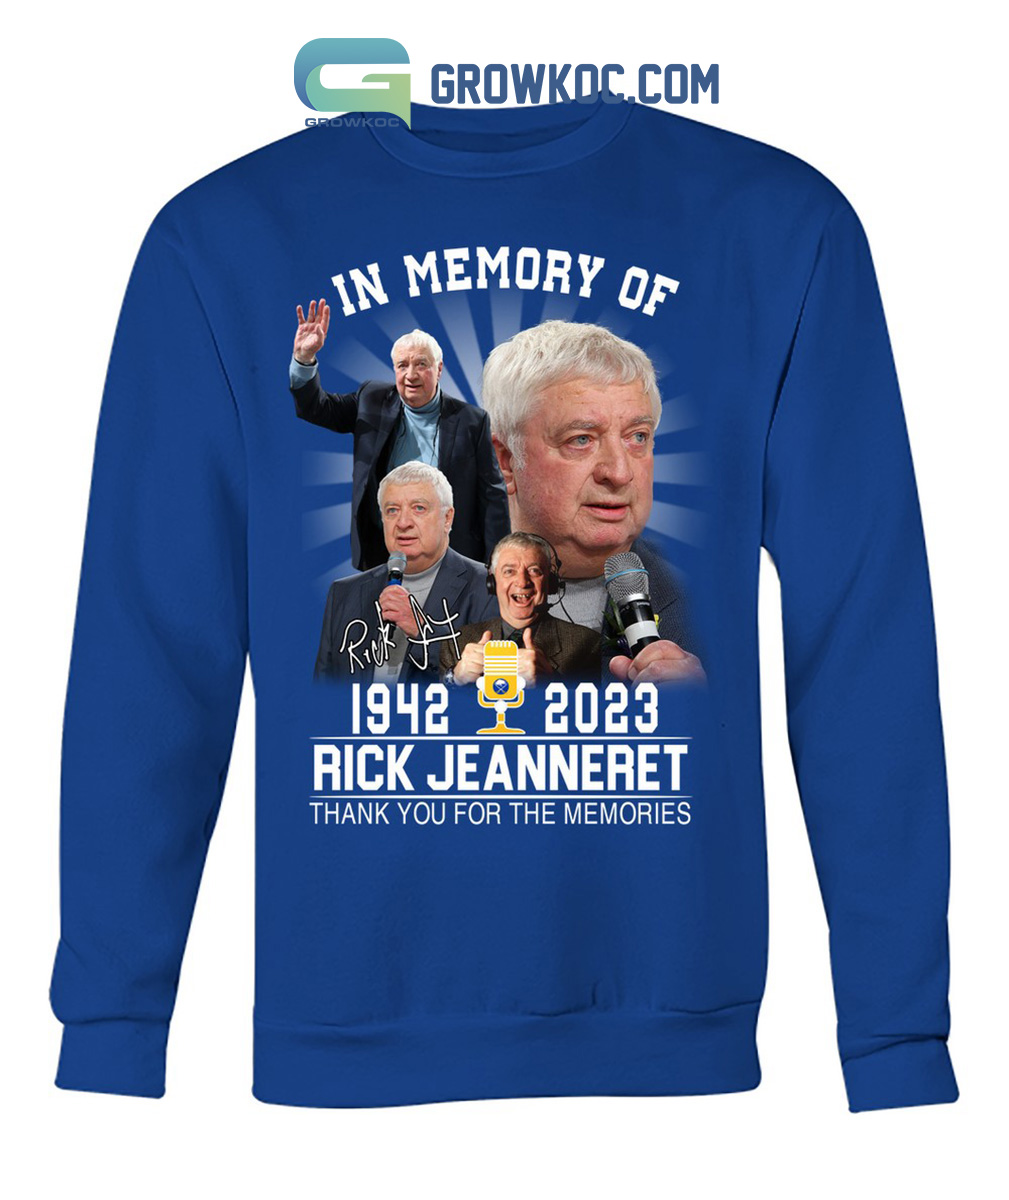 GROWKOC.COM
GROWKOC
IN MEMORY OF
1942 2023
RICK JEANNERET
THANK YOU FOR THE MEMORIES